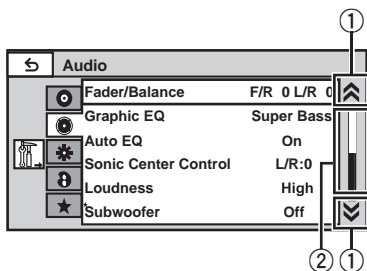 ①
Audio
Fader/Balance F/R 0 L/R 0
Graphic EQ Super Bass
Auto EQ On
Sonic Center Control L/R:0
Loudness High
Subwoofer Off
② ①